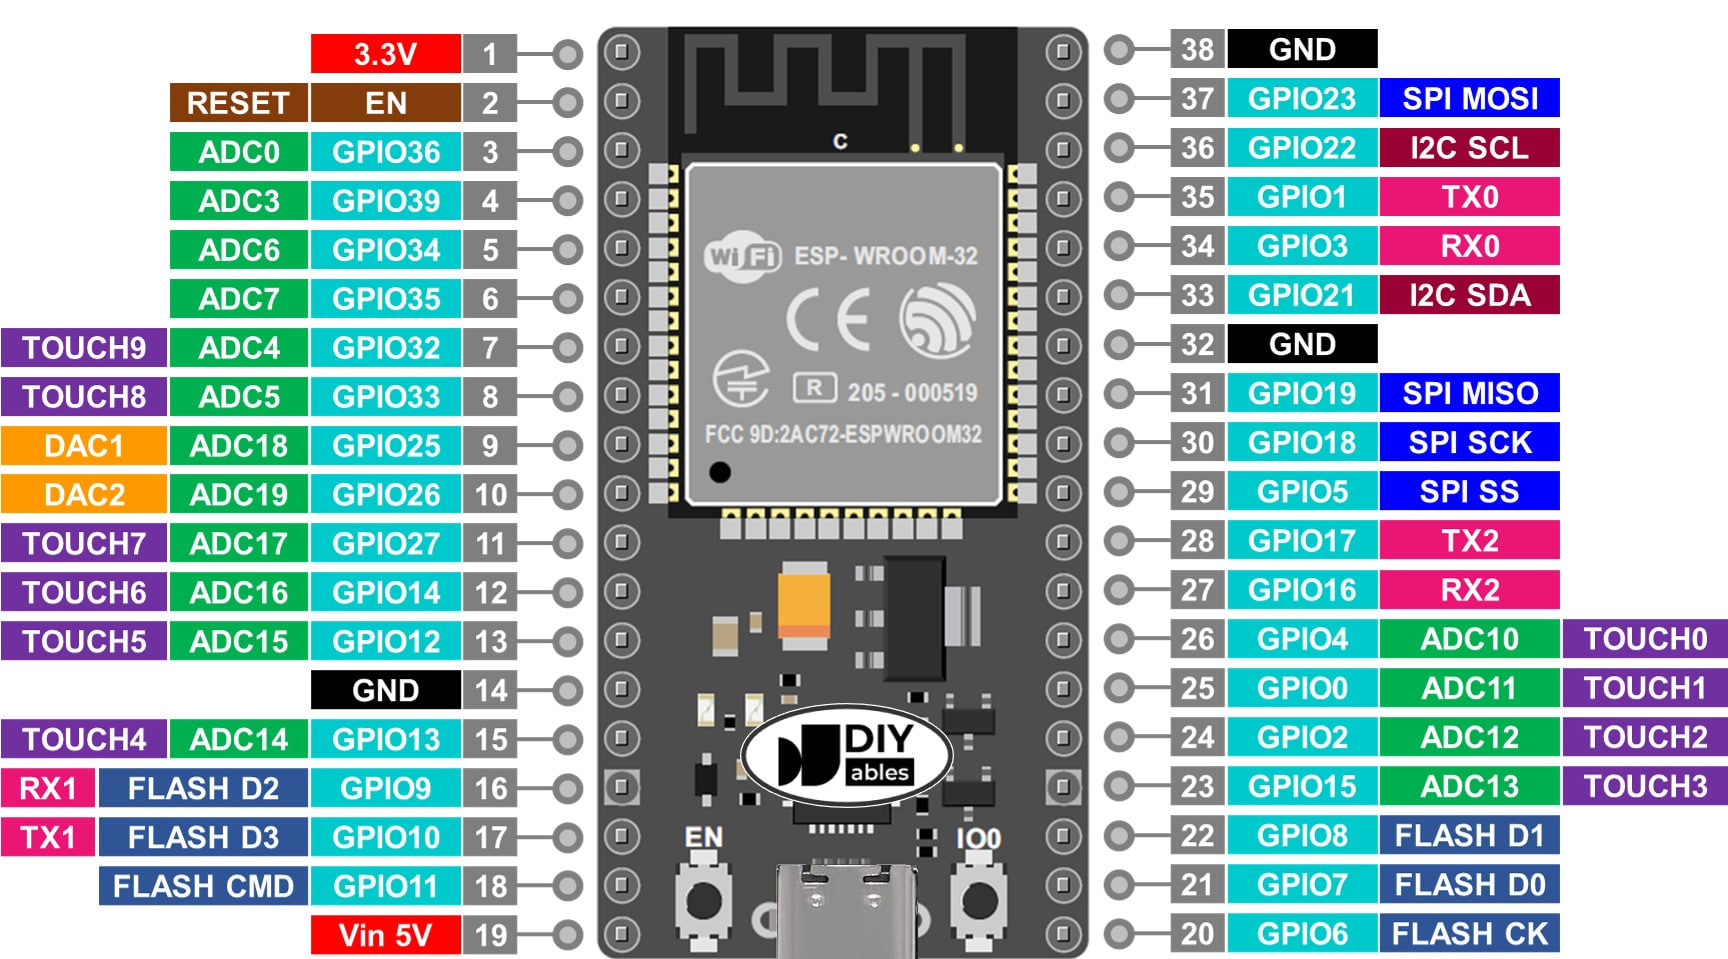 3.3V 1
RESET EN 2
ADC0 GPIO36 3
ADC3 GPIO39 4
ADC6 GPIO34 5
ADC7 GPIO35 6
TOUCH9 ADC4 GPIO32 7
TOUCH8 ADC5 GPIO33 8
DAC1 ADC18 GPIO25 9
DAC2 ADC19 GPIO26 10
TOUCH7 ADC17 GPIO27 11
TOUCH6 ADC16 GPIO14 12
TOUCH5 ADC15 GPIO12 13
GND 14
TOUCH4 ADC14 GPIO13 15
RX1 FLASH D2 GPIO9 16
TX1 FLASH D3 GPIO10 17
FLASH CMD GPIO11 18
Vin 5V 19
C
WiFi ESP- WROOM-32
CE
R 205 - 000519
FCC 9D:2AC72-ESPWROOM32
DIY
ables
EN
IO0
38 GND
37 GPIO23 SPI MOSI
36 GPIO22 I2C SCL
35 GPIO1 TX0
34 GPIO3 RX0
33 GPIO21 I2C SDA
32 GND
31 GPIO19 SPI MISO
30 GPIO18 SPI SCK
29 GPIO5 SPI SS
28 GPIO17 TX2
27 GPIO16 RX2
26 GPIO4 ADC10 TOUCH0
25 GPIO0 ADC11 TOUCH1
24 GPIO2 ADC12 TOUCH2
23 GPIO15 ADC13 TOUCH3
22 GPIO8 FLASH D1
21 GPIO7 FLASH D0
20 GPIO6 FLASH CK